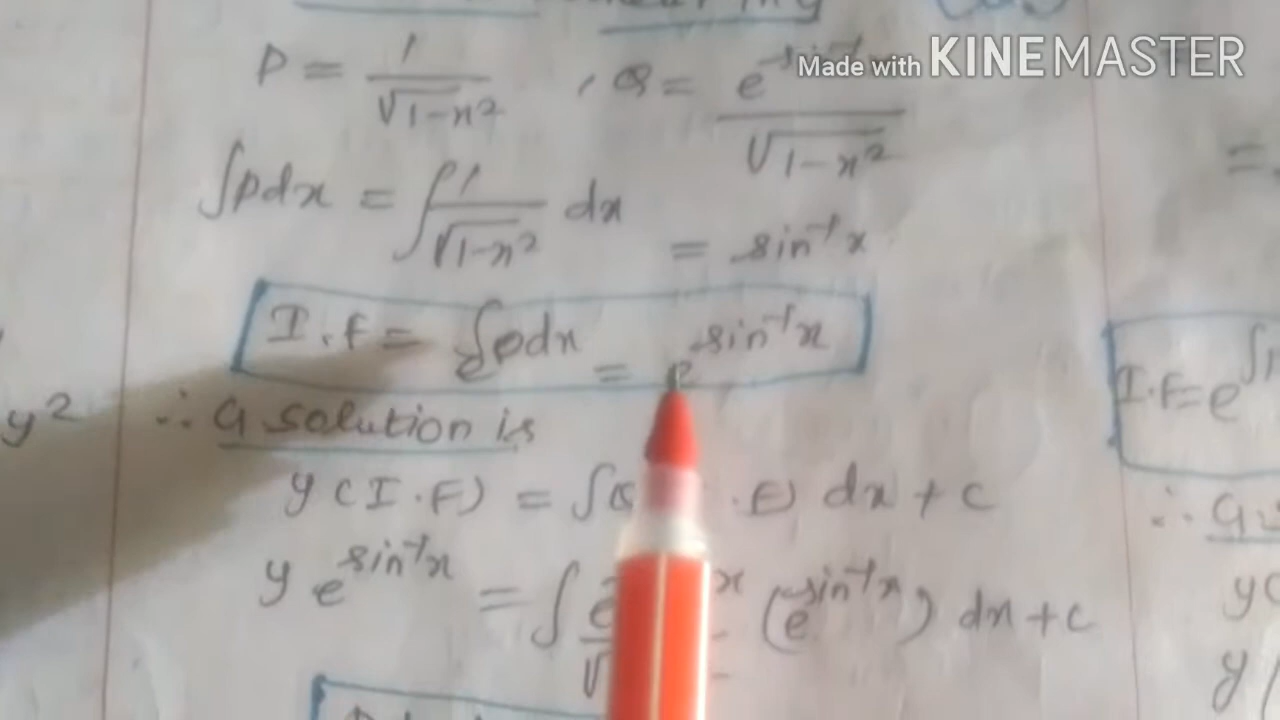 Made with KINEMASTER
P = 1/√1-x² , Q = e^sin⁻¹ / √1-x²
∫pdx = ∫ 1/√1-x² dx = sin⁻¹x
I.F = e^∫pdx = e^sin⁻¹x
y² ∴ G solution is
y(I.F) = ∫Q .F) dx + c
y e^sin⁻¹x = ∫ e^x / √ (e^sin⁻¹x) dx + c
I.F = e^∫
∴ G
y
y(